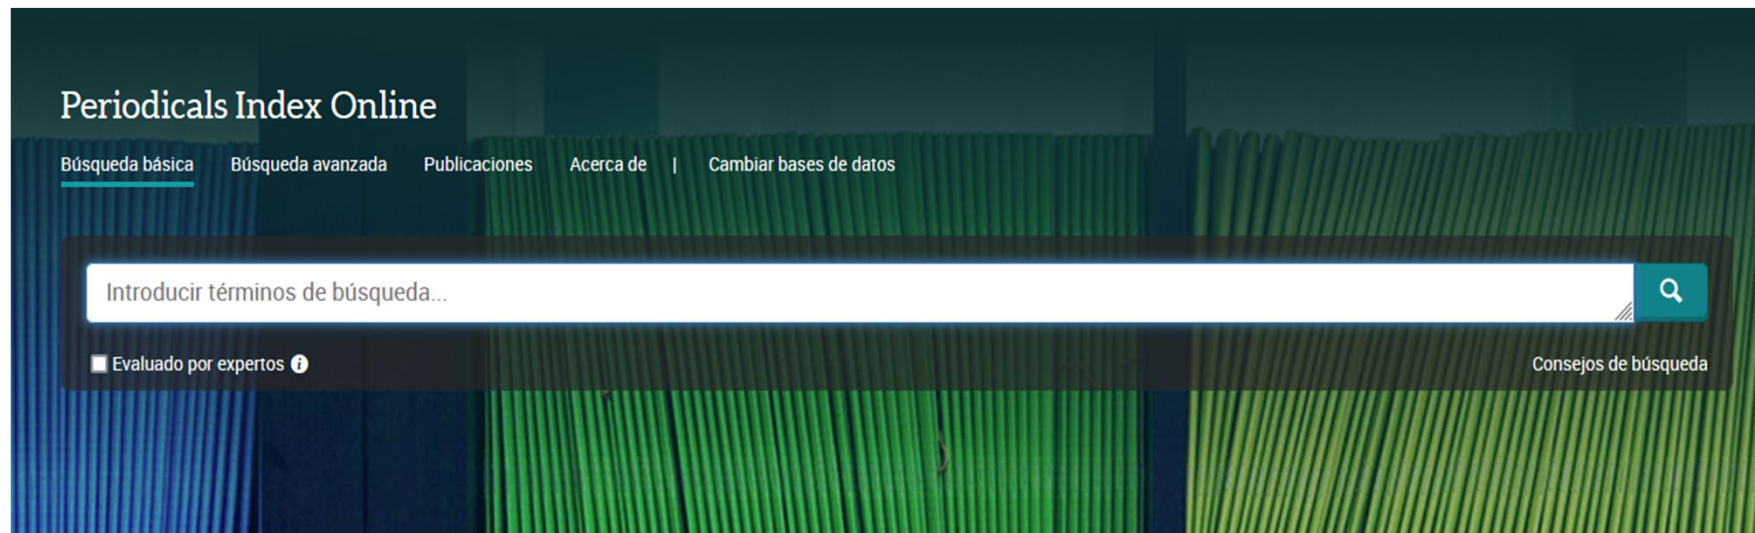 Periodicals Index Online
Búsqueda básica Búsqueda avanzada Publicaciones Acerca de | Cambiar bases de datos
Introducir términos de búsqueda...
Evaluado por expertos i Consejos de búsqueda